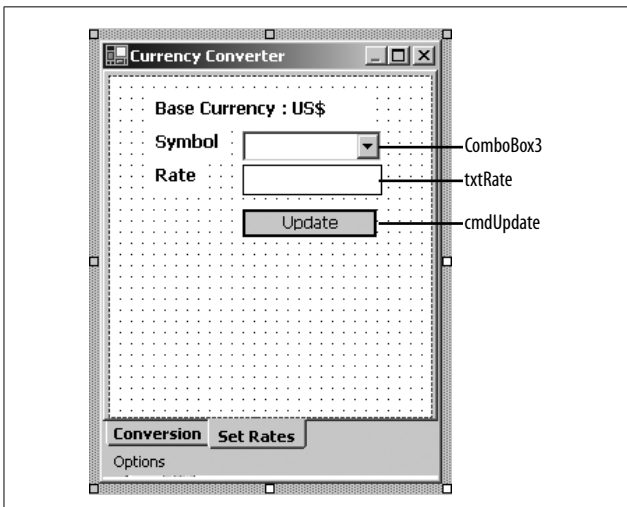 Currency Converter
Base Currency : US$
Symbol
ComboBox3
Rate
txtRate
Update
cmdUpdate
Conversion
Set Rates
Options